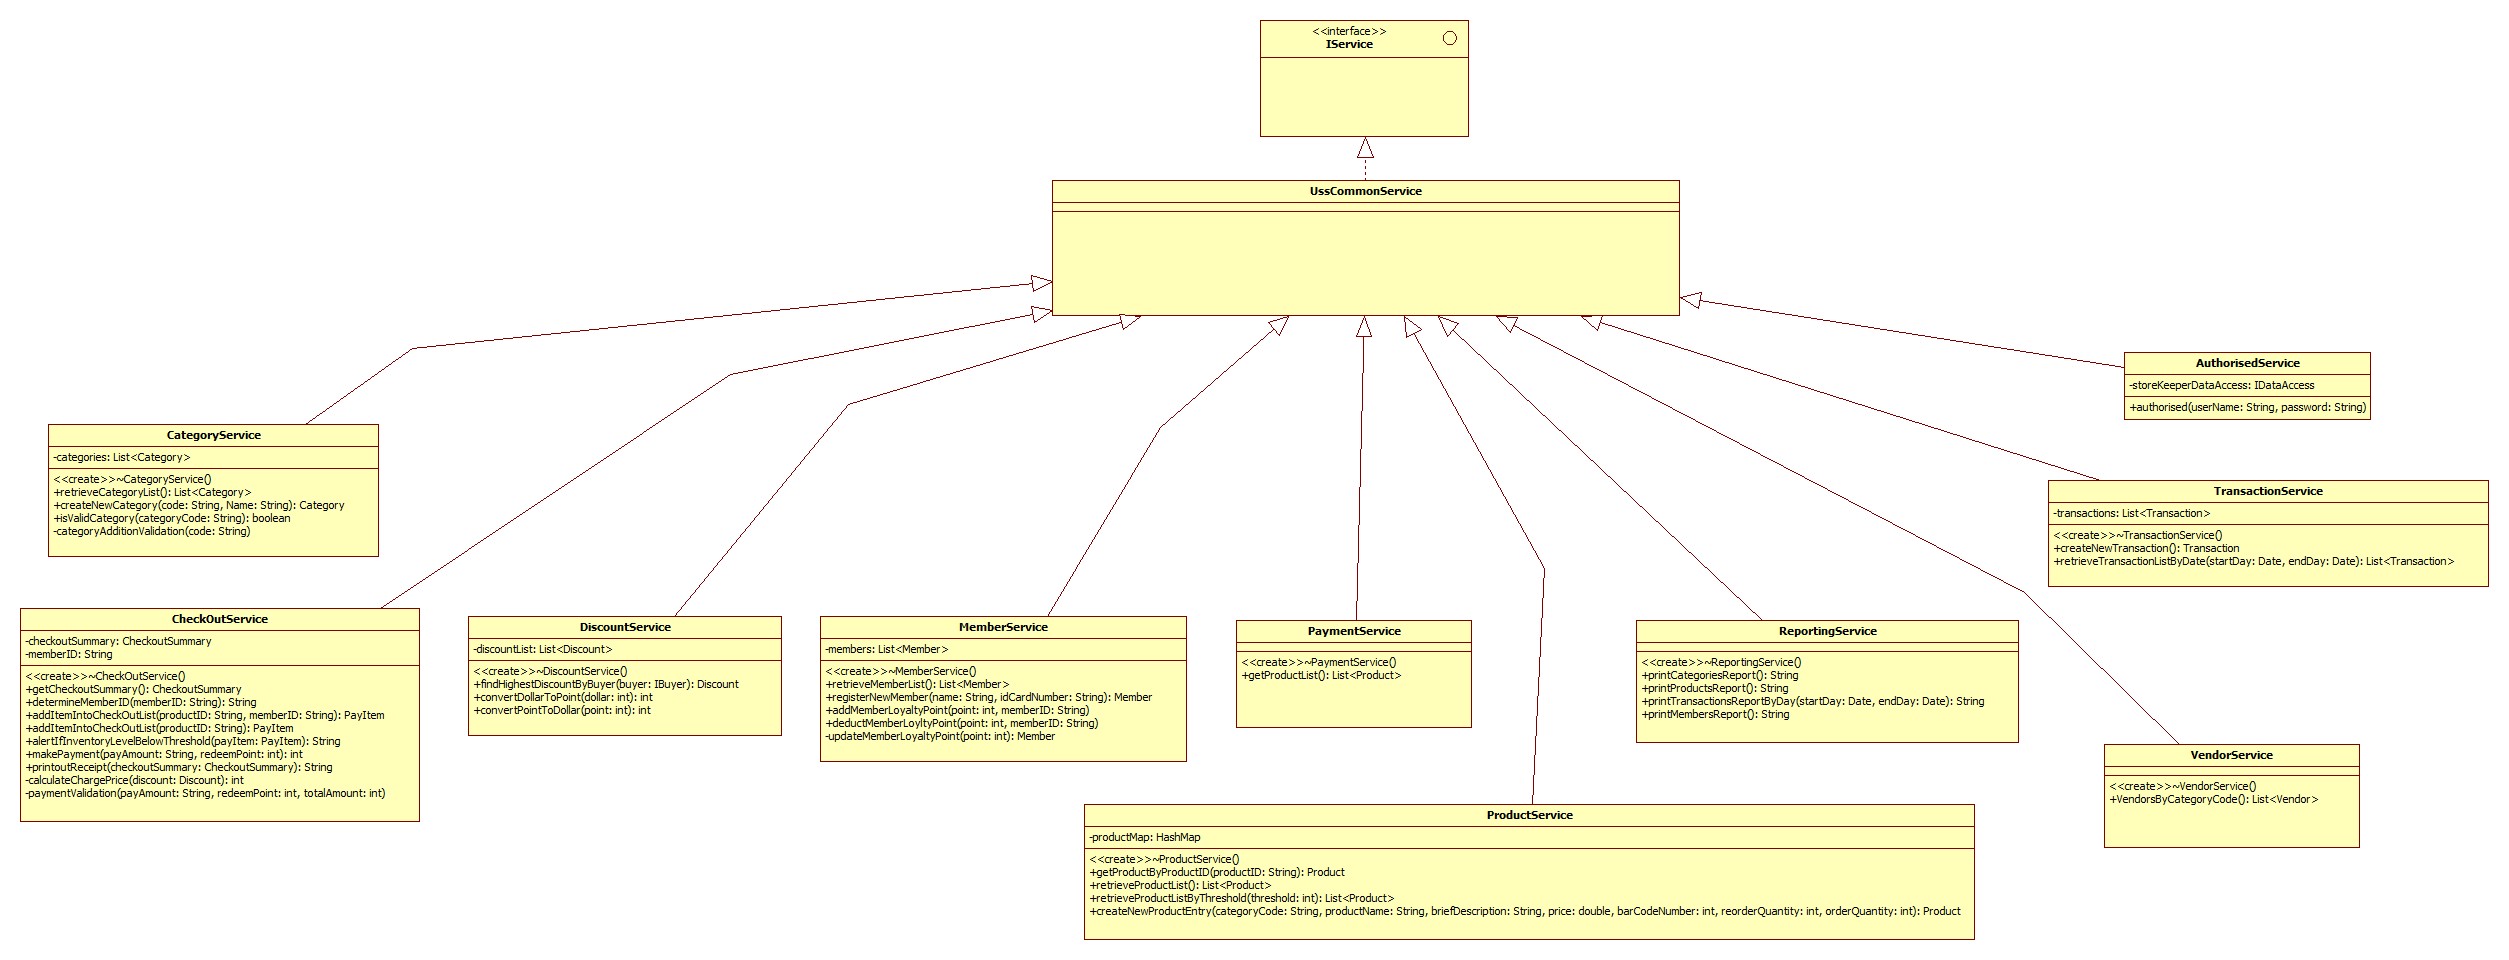 <<interface>>
IService
UssCommonService
AuthorisedService
-storeKeeperDataAccess: IDataAccess
+authorised(userName: String, password: String)
CategoryService
-categories: List<Category>
<<create>>~CategoryService()
+retrieveCategoryList(): List<Category>
+createNewCategory(code: String, Name: String): Category
+isValidCategory(categoryCode: String): boolean
-categoryAdditionValidation(code: String)
TransactionService
-transactions: List<Transaction>
<<create>>~TransactionService()
+createNewTransaction(): Transaction
+retrieveTransactionListByDate(startDay: Date, endDay: Date): List<Transaction>
CheckOutService
-checkoutSummary: CheckoutSummary
-memberID: String
<<create>>~CheckOutService()
+getCheckoutSummary(): CheckoutSummary
+determineMemberID(memberID: String): String
+addItemIntoCheckOutList(productID: String, memberID: String): PayItem
+addItemIntoCheckOutList(productID: String): PayItem
+alertIfInventoryLevelBelowThreshold(payItem: PayItem): String
+makePayment(payAmount: String, redeemPoint: int): int
+printoutReceipt(checkoutSummary: CheckoutSummary): String
-calculateChargePrice(discount: Discount): int
-paymentValidation(payAmount: String, redeemPoint: int, totalAmount: int)
DiscountService
-discountList: List<Discount>
<<create>>~DiscountService()
+findHighestDiscountByBuyer(buyer: IBuyer): Discount
+convertDollarToPoint(dollar: int): int
+convertPointToDollar(point: int): int
MemberService
-members: List<Member>
<<create>>~MemberService()
+retrieveMemberList(): List<Member>
+registerNewMember(name: String, idCardNumber: String): Member
+addMemberLoyaltyPoint(point: int, memberID: String)
+deductMemberLoyltyPoint(point: int, memberID: String)
-updateMemberLoyaltyPoint(point: int): Member
PaymentService
<<create>>~PaymentService()
+getProductList(): List<Product>
ReportingService
<<create>>~ReportingService()
+printCategoriesReport(): String
+printProductsReport(): String
+printTransactionsReportByDay(startDay: Date, endDay: Date): String
+printMembersReport(): String
VendorService
<<create>>~VendorService()
+VendorsByCategoryCode(): List<Vendor>
ProductService
-productMap: HashMap
<<create>>~ProductService()
+getProductByProductID(productID: String): Product
+retrieveProductList(): List<Product>
+retrieveProductListByThreshold(threshold: int): List<Product>
+createNewProductEntry(categoryCode: String, productName: String, briefDescription: String, price: double, barCodeNumber: int, reorderQuantity: int, orderQuantity: int): Product